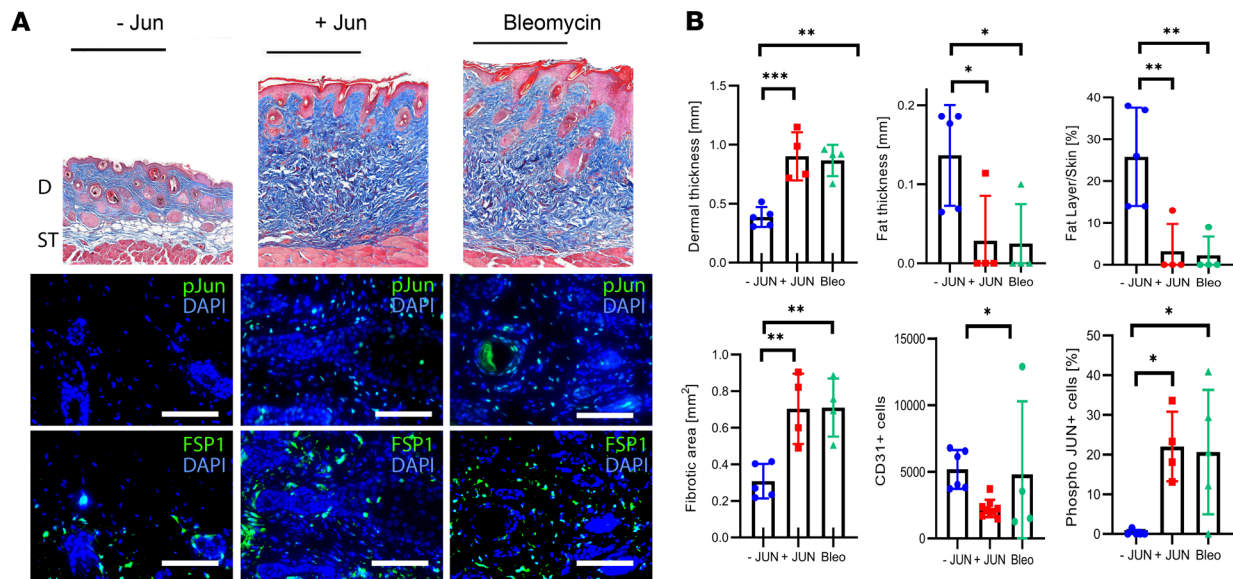 A
- Jun
+ Jun
Bleomycin
D
ST
pJun
DAPI
pJun
DAPI
pJun
DAPI
FSP1
DAPI
FSP1
DAPI
FSP1
DAPI
B
**
***
Dermal thickness [mm]
1.5
1.0
0.5
0.0
- JUN + JUN Bleo
*
*
Fat thickness [mm]
0.2
0.1
0.0
- JUN + JUN Bleo
**
**
Fat Layer/Skin [%]
40
30
20
10
0
- JUN + JUN Bleo
**
**
Fibrotic area [mm²]
1.0
0.8
0.6
0.4
0.2
0.0
- JUN + JUN Bleo
*
CD31+ cells
15000
10000
5000
0
- JUN + JUN Bleo
*
*
Phospho JUN+ cells [%]
50
40
30
20
10
0
- JUN + JUN Bleo